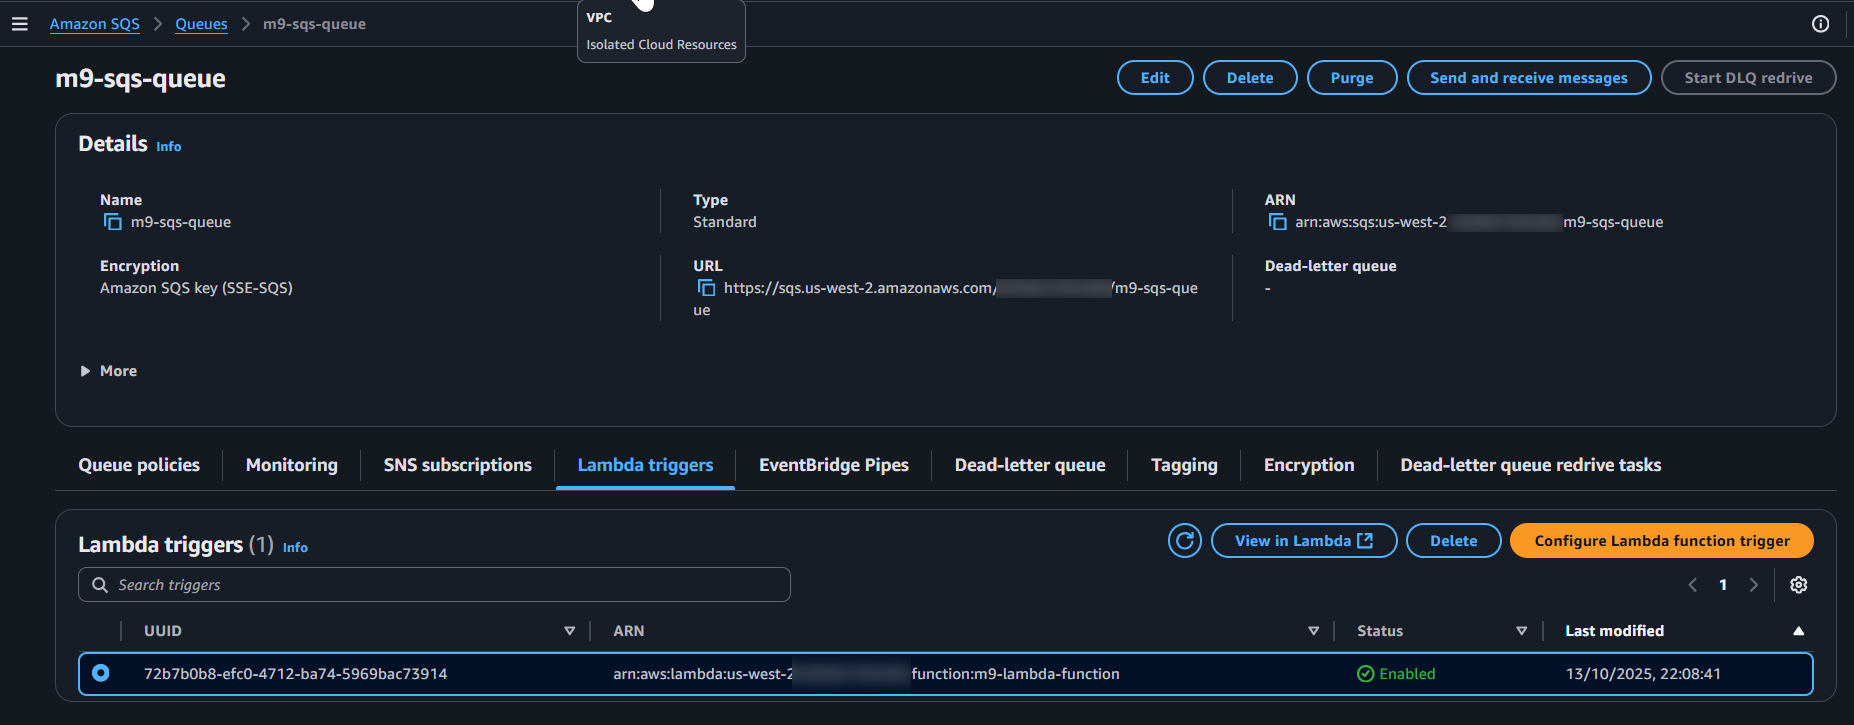 Amazon SQS > Queues > m9-sqs-queue
VPC
Isolated Cloud Resources
m9-sqs-queue
Edit Delete Purge Send and receive messages Start DLQ redrive
Details Info
Name
m9-sqs-queue
Type
Standard
ARN
arn:aws:sqs:us-west-2 m9-sqs-queue
Encryption
Amazon SQS key (SSE-SQS)
URL
https://sqs.us-west-2.amazonaws.com/ /m9-sqs-que
ue
Dead-letter queue
-
More
Queue policies Monitoring SNS subscriptions Lambda triggers EventBridge Pipes Dead-letter queue Tagging Encryption Dead-letter queue redrive tasks
Lambda triggers (1) Info
View in Lambda Delete Configure Lambda function trigger
Search triggers
1
UUID ARN Status Last modified
72b7b0b8-efc0-4712-ba74-5969bac73914 arn:aws:lambda:us-west-2 function:m9-lambda-function Enabled 13/10/2025, 22:08:41